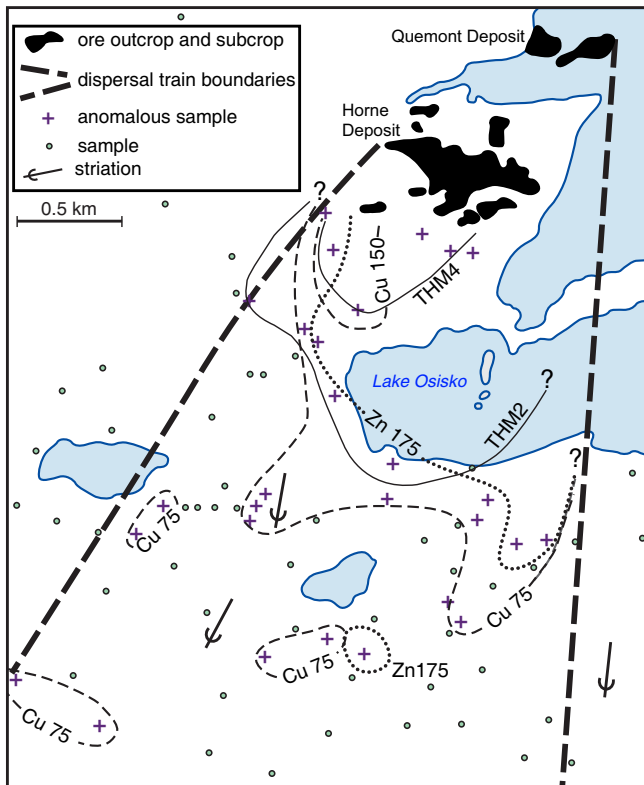 ore outcrop and subcrop
dispersal train boundaries
anomalous sample
sample
striation
0.5 km
Quemont Deposit
Horne
Deposit
?
Cu 150
THM4
Lake Osisko
?
Zn 175
THM2
?
Cu 75
Cu 75
Cu 75
Zn175
Cu 75